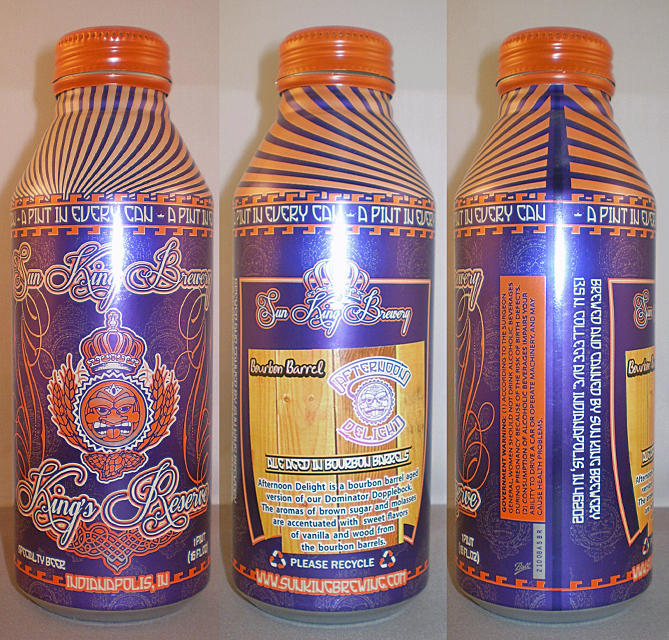 - A PINT IN EVERY CAN - A PINT IN
Sun King Brewery
King's Reserve
SPECIALTY BEER
1 PINT
(16 FL.OZ)
INDIANAPOLIS, IN
PINT IN EVERY CAN - A PINT IN EVER
Sun King Brewery
Bourbon Barrel
AFTERNOON
DELIGHT
ALE AGED IN BOURBON BARRELS
Afternoon Delight is a bourbon barrel aged
version of our Dominator Dopplebock.
The aromas of brown sugar and molasses
are accentuated with sweet flavors
of vanilla and wood from
the bourbon barrels.
PLEASE RECYCLE
WWW.SUNKINGBREWING.COM
INT IN EVERY CAN - A PINT IN EVE
GOVERNMENT WARNING: (1) ACCORDING TO THE SURGEON
GENERAL, WOMEN SHOULD NOT DRINK ALCOHOLIC BEVERAGES
DURING PREGNANCY BECAUSE OF THE RISK OF BIRTH DEFECTS.
(2) CONSUMPTION OF ALCOHOLIC BEVERAGES IMPAIRS YOUR
ABILITY TO DRIVE A CAR OR OPERATE MACHINERY, AND MAY
CAUSE HEALTH PROBLEMS.
BREWED AND CANNED BY SUN KING BREWERY
135 N. COLLEGE AVE. INDIANAPOLIS, IN 46202
Bourbon Ba
1 PINT
(16 FL.OZ)
Ball